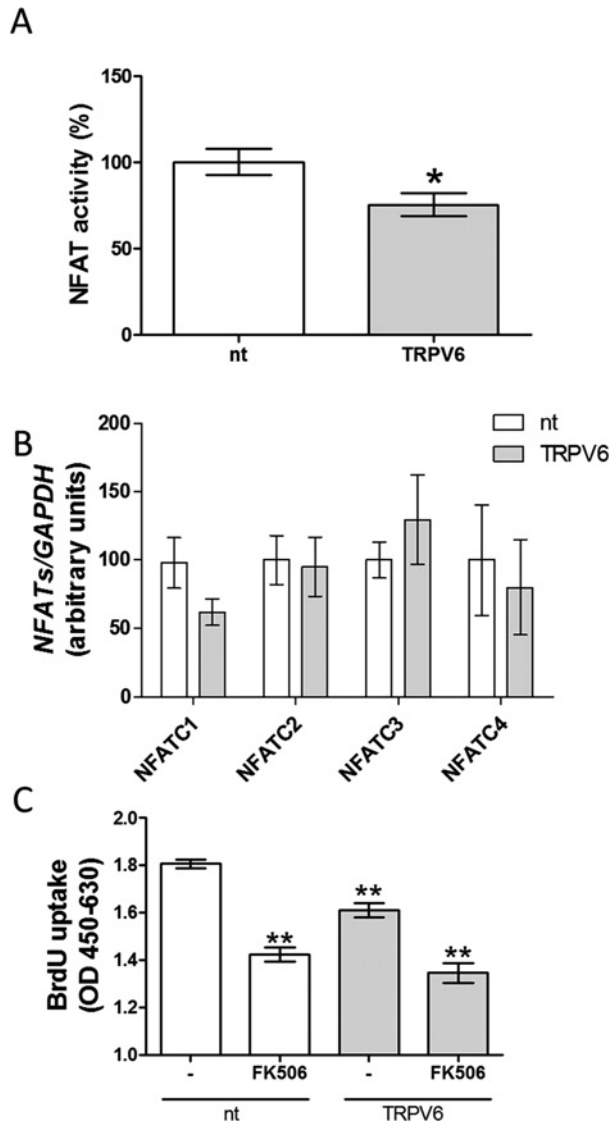 A
NFAT activity (%)
150
100
50
0
*
nt
TRPV6
B
NFATs/GAPDH
(arbitrary units)
200
150
100
50
0
nt
TRPV6
NFATC1
NFATC2
NFATC3
NFATC4
C
BrdU uptake
(OD 450-630)
2.0
1.8
1.6
1.4
1.2
1.0
**
**
**
- FK506 - FK506
nt TRPV6